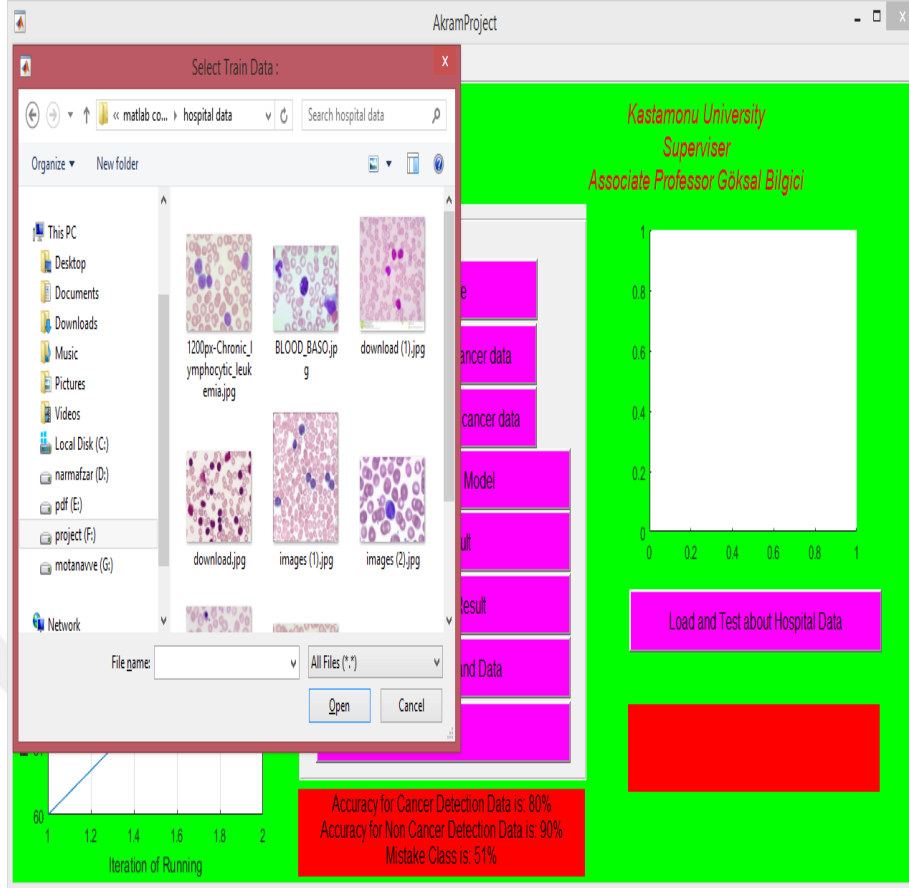 AkramProject
Select Train Data :
« matlab co...
hospital data
Search hospital data
Organize
New folder
This PC
Desktop
Documents
Downloads
Music
Pictures
Videos
Local Disk (C:)
narmafzar (D:)
pdf (E:)
project (F:)
motanavve (G:)
Network
1200px-Chronic_l
ymphocytic_leuk
emia.jpg
BLOOD_BASO.jp
g
download (1).jpg
download.jpg
images (1).jpg
images (2).jpg
File name:
All Files (*.*)
Open
Cancel
Kastamonu University
Superviser
Associate Professor Göksal Bilgici
cancer data
Model
Result
Data
1
0.8
0.6
0.4
0.2
0
0 0.2 0.4 0.6 0.8 1
Load and Test about Hospital Data
60
1 1.2 1.4 1.6 1.8 2
Iteration of Running
Accuracy for Cancer Detection Data is: 80%
Accuracy for Non Cancer Detection Data is: 90%
Mistake Class is: 51%